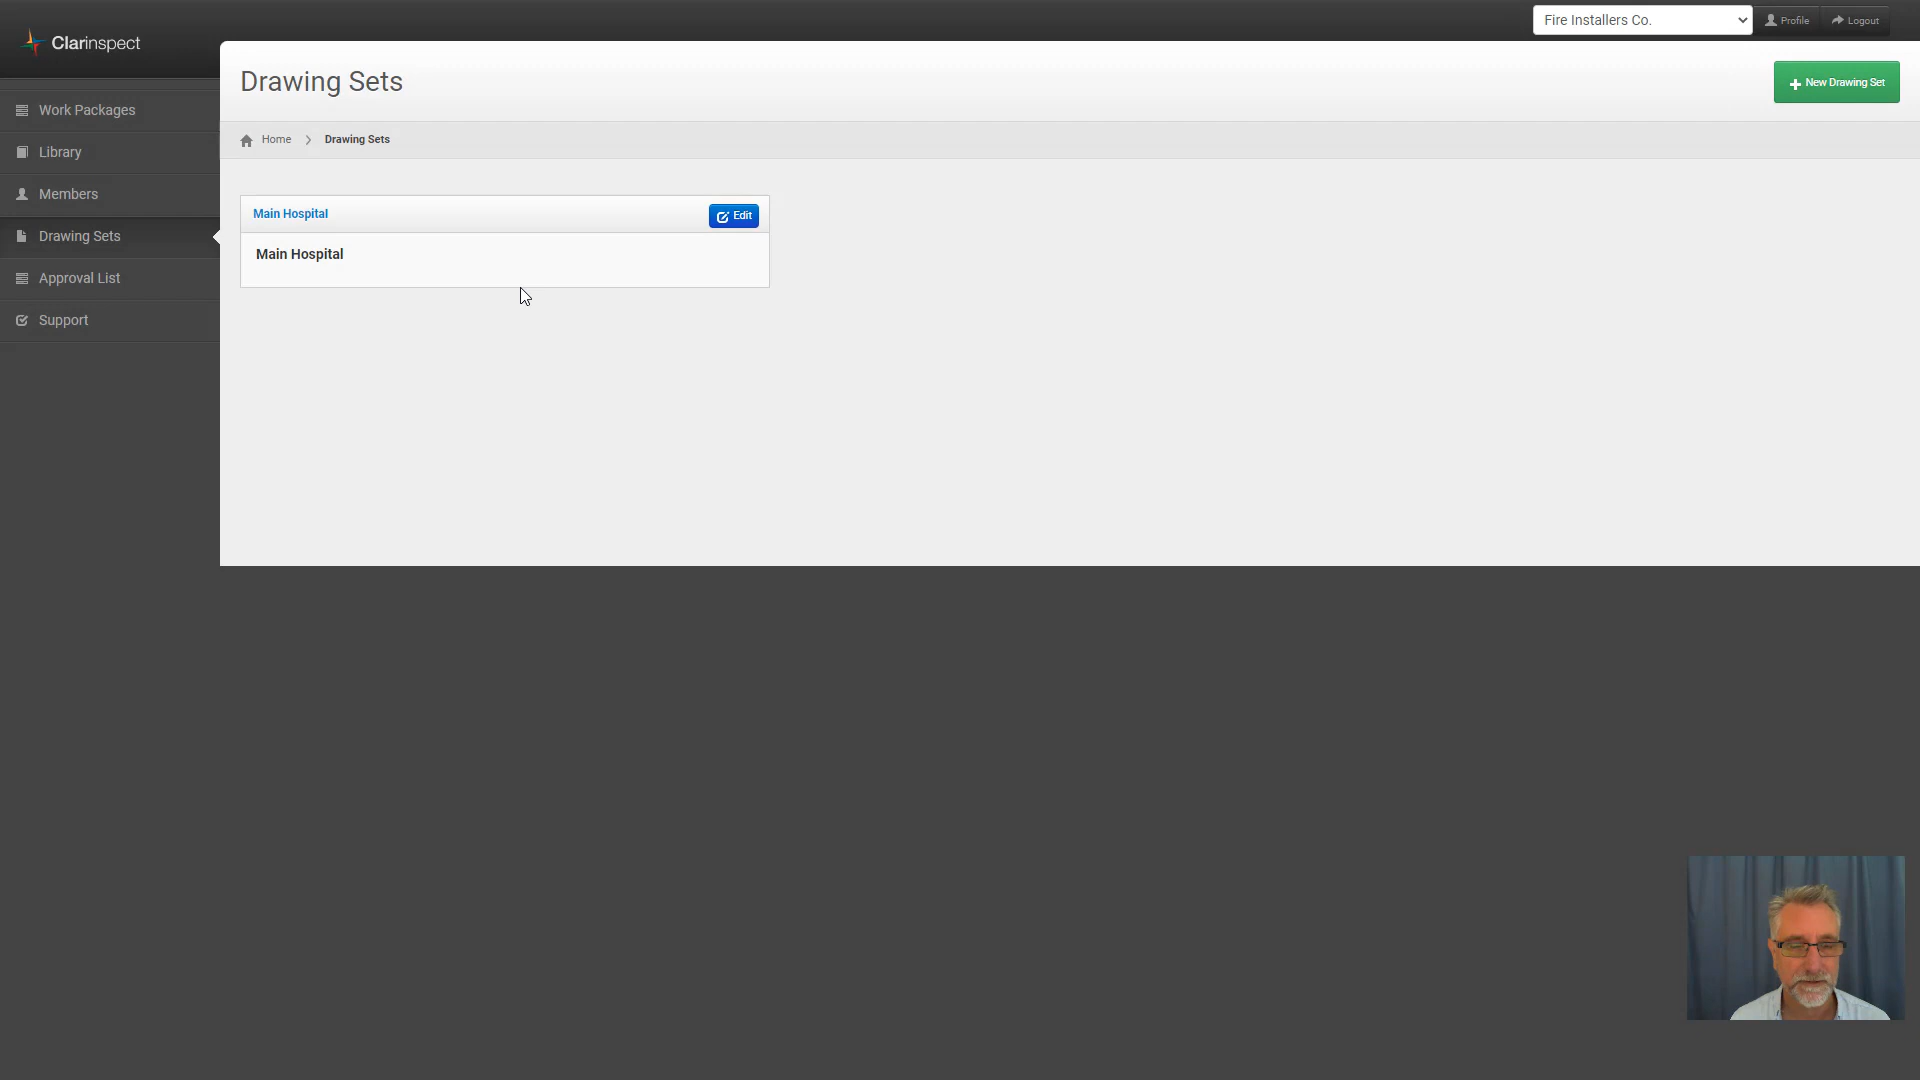 Fire Installers Co.
Profile
Logout
Clarinspect
Drawing Sets
New Drawing Set
Work Packages
Library
Members
Drawing Sets
Approval List
Support
Home
Drawing Sets
Main Hospital
Edit
Main Hospital